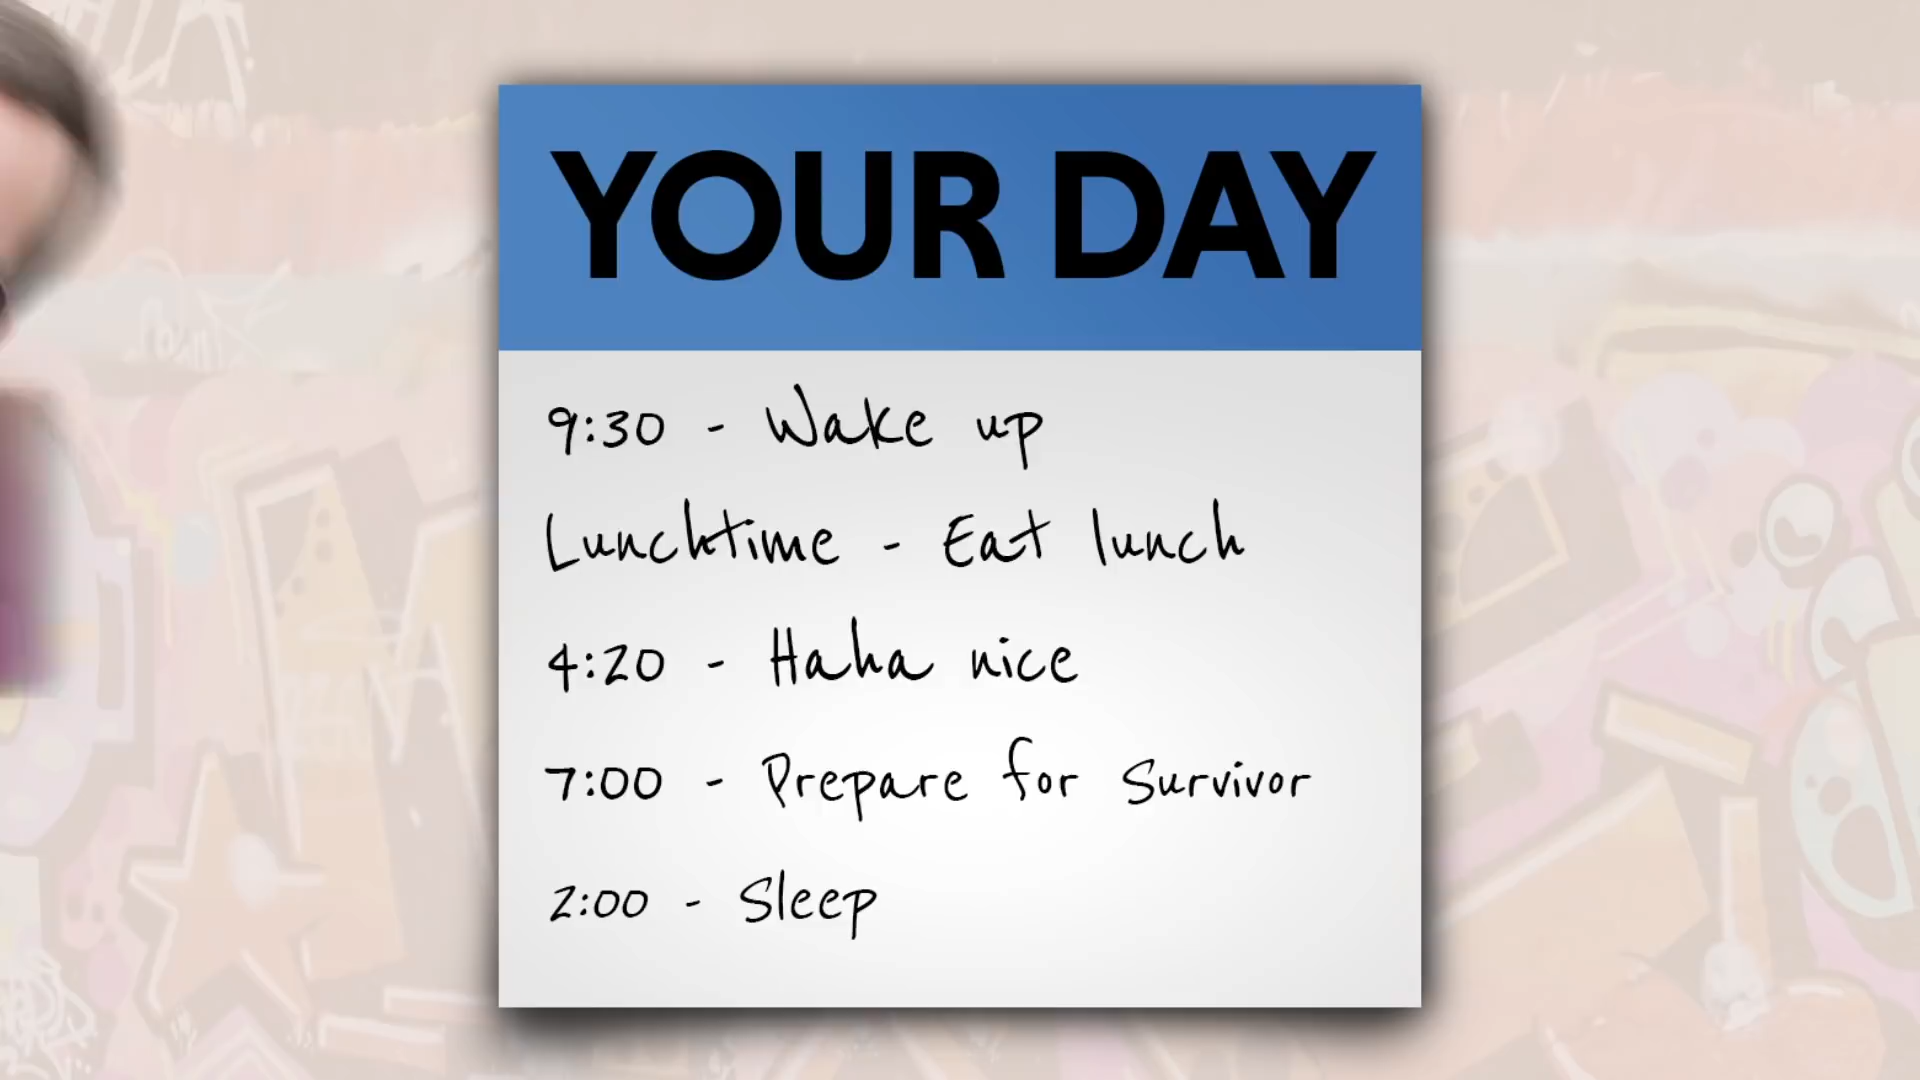 YOUR DAY
9:30 - Wake up
Lunchtime - Eat lunch
4:20 - Haha nice
7:00 - Prepare for Survivor
2:00 - Sleep